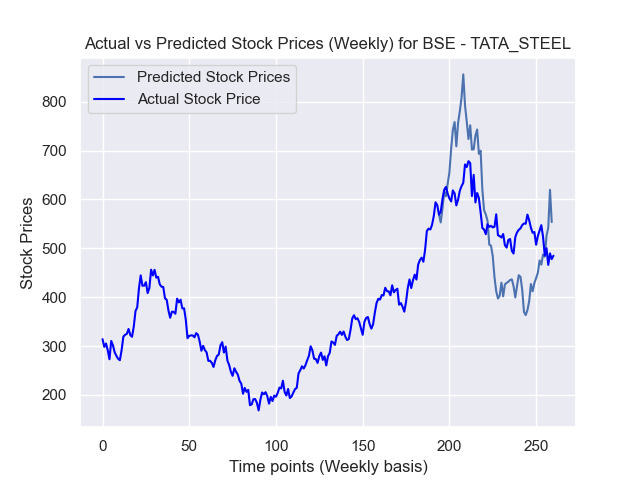 Actual vs Predicted Stock Prices (Weekly) for BSE - TATA_STEEL
Predicted Stock Prices
Actual Stock Price
Stock Prices
800
700
600
500
400
300
200
0 50 100 150 200 250
Time points (Weekly basis)